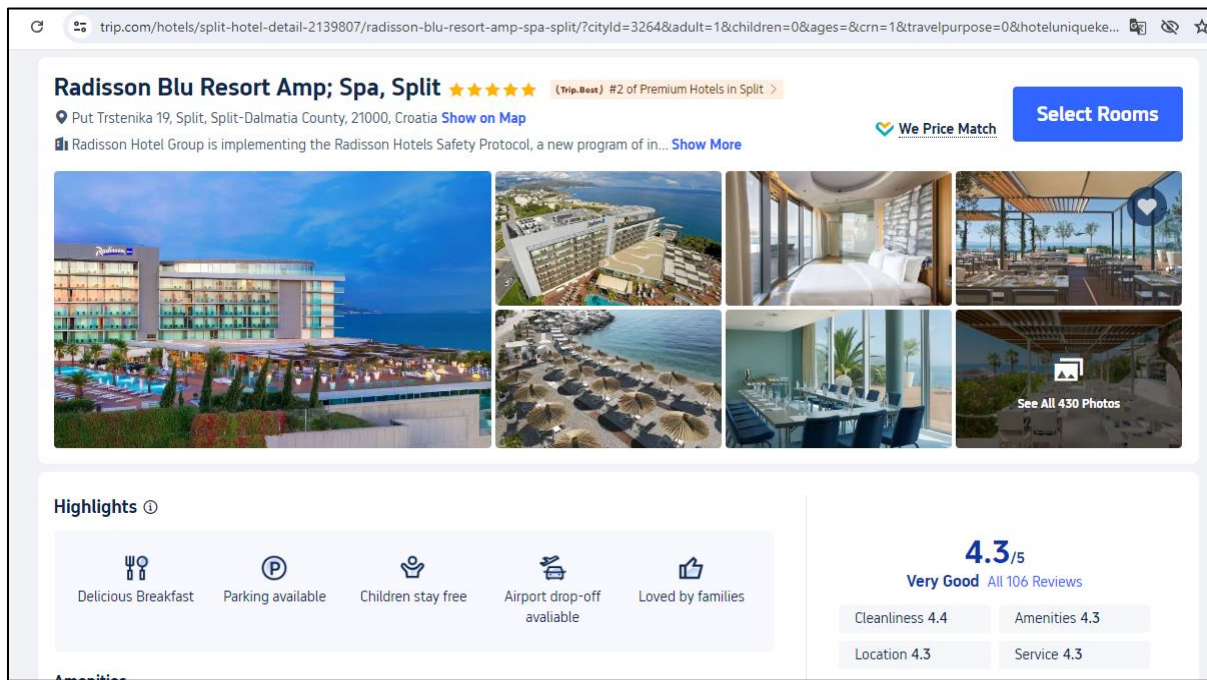 trip.com/hotels/split-hotel-detail-2139807/radisson-blu-resort-amp-spa-split/?cityId=3264&adult=1&children=0&ages=&crn=1&travelpurpose=0&hoteluniqueke...
Radisson Blu Resort Amp; Spa, Split
(Trip.Best) #2 of Premium Hotels in Split >
Put Trstenika 19, Split, Split-Dalmatia County, 21000, Croatia Show on Map
We Price Match
Select Rooms
Radisson Hotel Group is implementing the Radisson Hotels Safety Protocol, a new program of in... Show More
Radisson
See All 430 Photos
Highlights
Delicious Breakfast
Parking available
Children stay free
Airport drop-off
avaliable
Loved by families
4.3/5
Very Good All 106 Reviews
Cleanliness 4.4
Amenities 4.3
Location 4.3
Service 4.3
Amenities